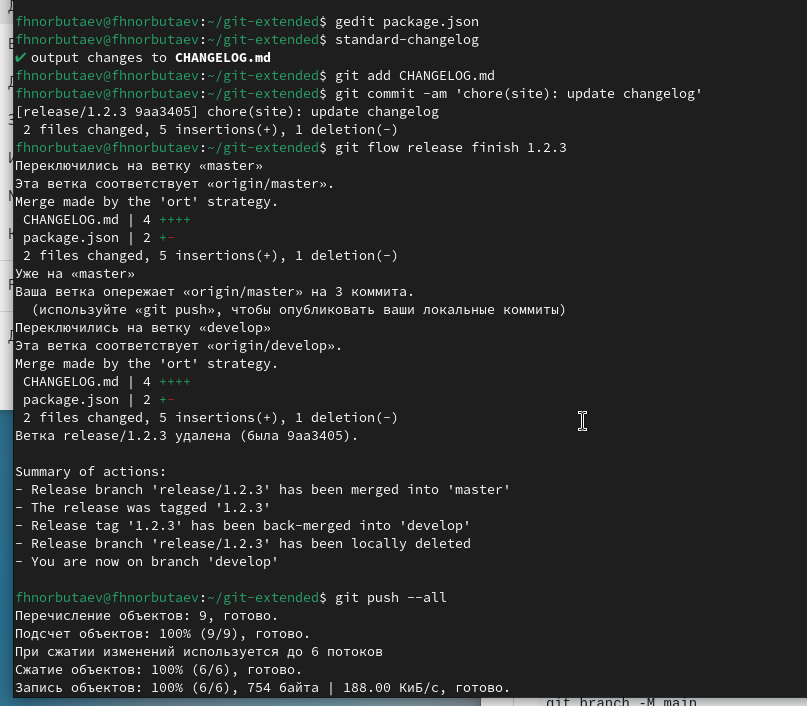 fhnorbutaev@fhnorbutaev:~/git-extended$ gedit package.json
fhnorbutaev@fhnorbutaev:~/git-extended$ standard-changelog
✔ output changes to CHANGELOG.md
fhnorbutaev@fhnorbutaev:~/git-extended$ git add CHANGELOG.md
fhnorbutaev@fhnorbutaev:~/git-extended$ git commit -am 'chore(site): update changelog'
[release/1.2.3 9aa3405] chore(site): update changelog
 2 files changed, 5 insertions(+), 1 deletion(-)
fhnorbutaev@fhnorbutaev:~/git-extended$ git flow release finish 1.2.3
Переключились на ветку «master»
Эта ветка соответствует «origin/master».
Merge made by the 'ort' strategy.
 CHANGELOG.md | 4 ++++
 package.json | 2 +-
 2 files changed, 5 insertions(+), 1 deletion(-)
Уже на «master»
Ваша ветка опережает «origin/master» на 3 коммита.
  (используйте «git push», чтобы опубликовать ваши локальные коммиты)
Переключились на ветку «develop»
Эта ветка соответствует «origin/develop».
Merge made by the 'ort' strategy.
 CHANGELOG.md | 4 ++++
 package.json | 2 +-
 2 files changed, 5 insertions(+), 1 deletion(-)
Ветка release/1.2.3 удалена (была 9aa3405).
Summary of actions:
- Release branch 'release/1.2.3' has been merged into 'master'
- The release was tagged '1.2.3'
- Release tag '1.2.3' has been back-merged into 'develop'
- Release branch 'release/1.2.3' has been locally deleted
- You are now on branch 'develop'
fhnorbutaev@fhnorbutaev:~/git-extended$ git push --all
Перечисление объектов: 9, готово.
Подсчет объектов: 100% (9/9), готово.
При сжатии изменений используется до 6 потоков
Сжатие объектов: 100% (6/6), готово.
Запись объектов: 100% (6/6), 754 байта | 188.00 КиБ/с, готово.
git branch -M main